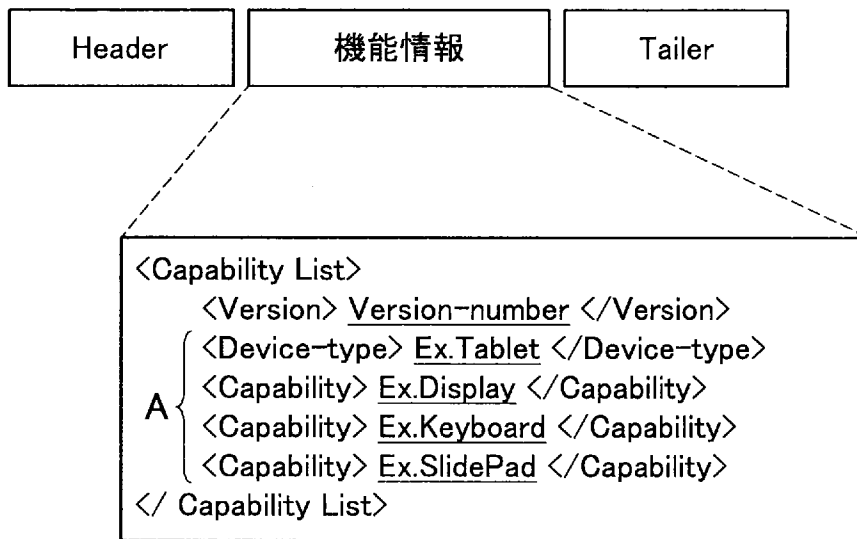 Header 機能情報 Tailer
<Capability List>
<Version> Version-number </Version>
<Device-type> Ex.Tablet </Device-type>
<Capability> Ex.Display </Capability>
A
<Capability> Ex.Keyboard </Capability>
<Capability> Ex.SlidePad </Capability>
</ Capability List>